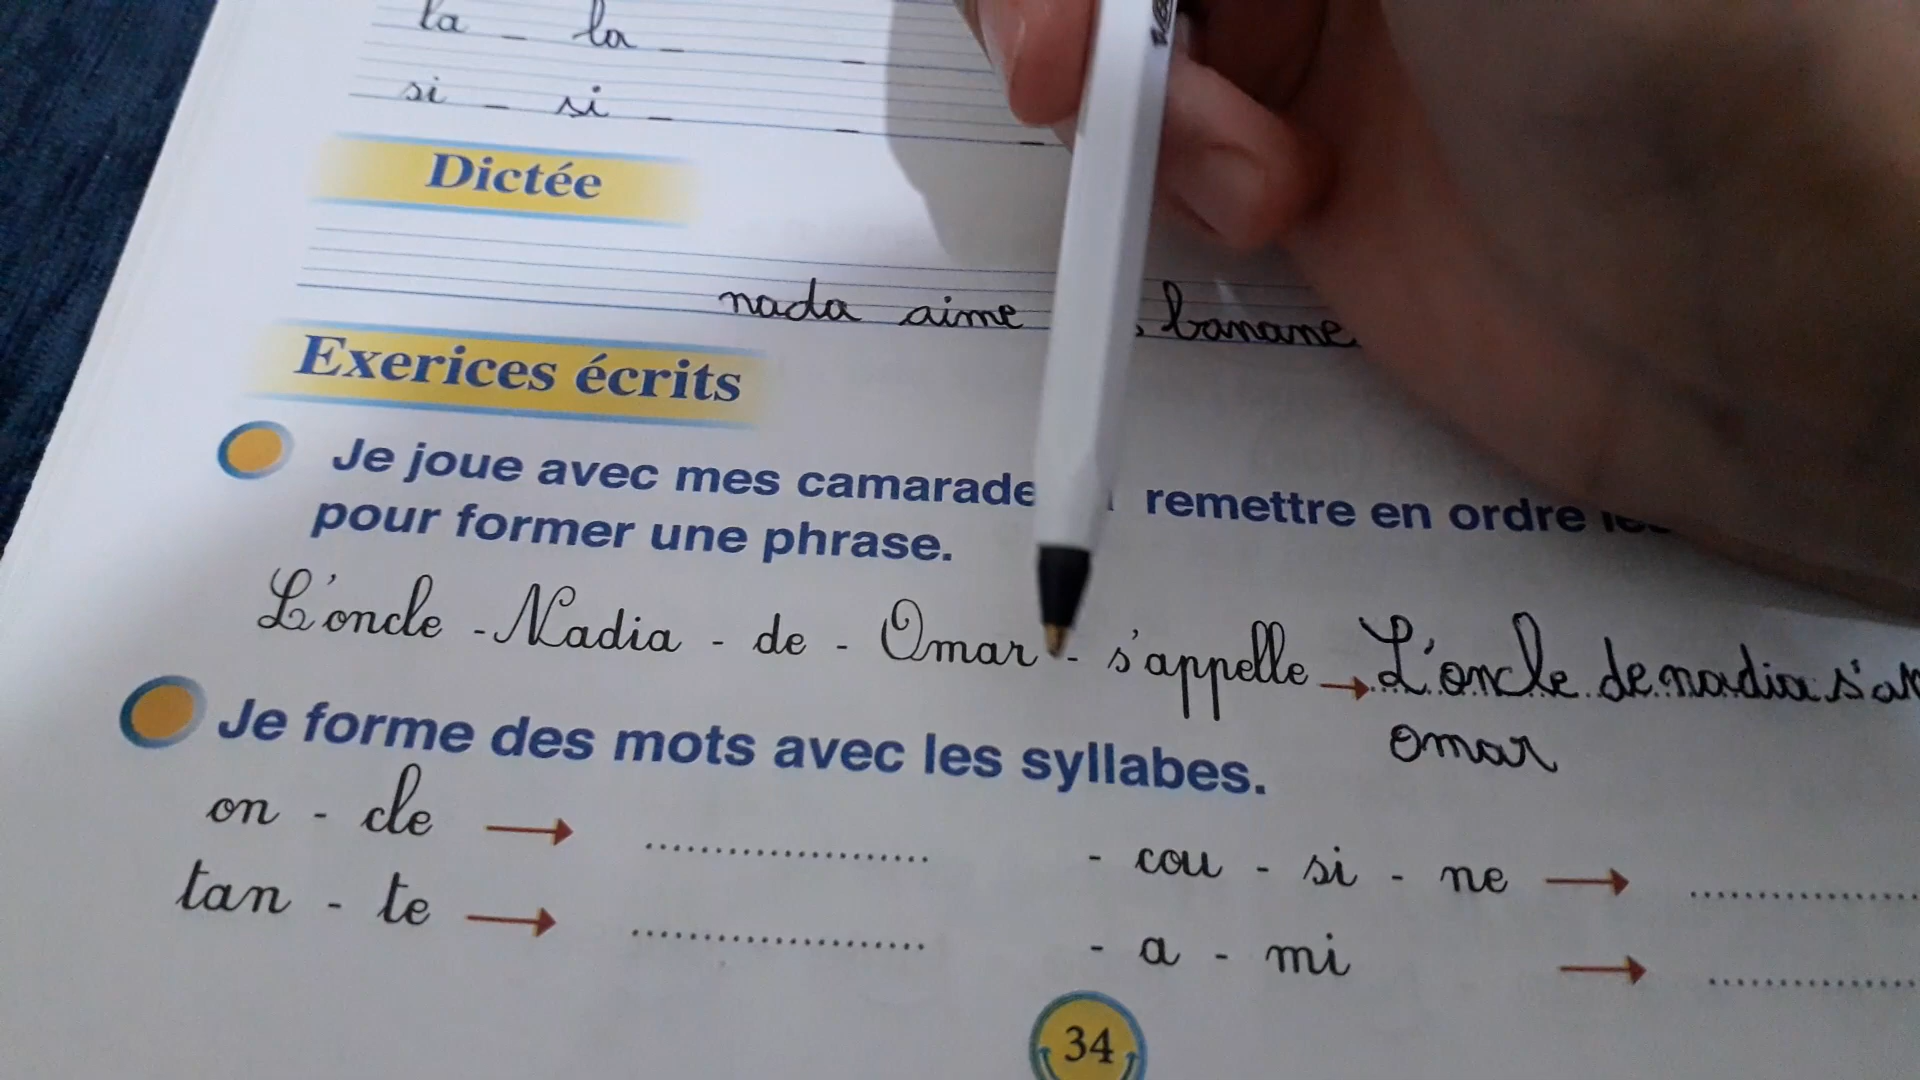 la - la - -
si - si - - -
Dictée
nada aime , banane
Exerices écrits
Je joue avec mes camarade remettre en ordre
pour former une phrase.
L'oncle - Nadia - de - Omar - s'appelle → L'oncle de nadia s'ap
omar
Je forme des mots avec les syllabes.
on - cle → .................... - cou - si - ne → ...............
tan - te → .................... - a - mi → ...............
34